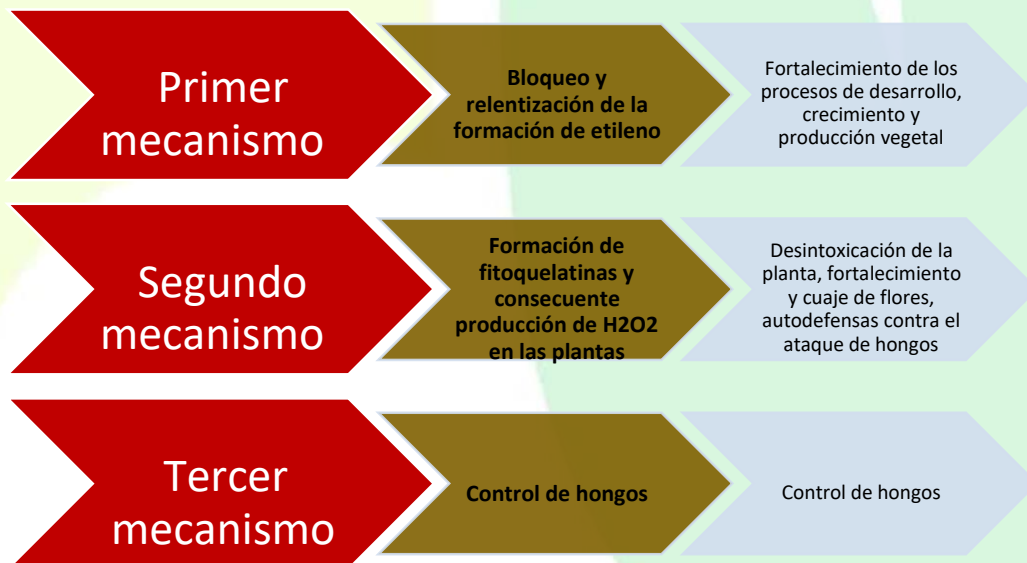 Primer
mecanismo
Bloqueo y
relentización de la
formación de etileno
Fortalecimiento de los
procesos de desarrollo,
crecimiento y
producción vegetal
Segundo
mecanismo
Formación de
fitoquelatinas y
consecuente
producción de H2O2
en las plantas
Desintoxicación de la
planta, fortalecimiento
y cuaje de flores,
autodefensas contra el
ataque de hongos
Tercer
mecanismo
Control de hongos
Control de hongos